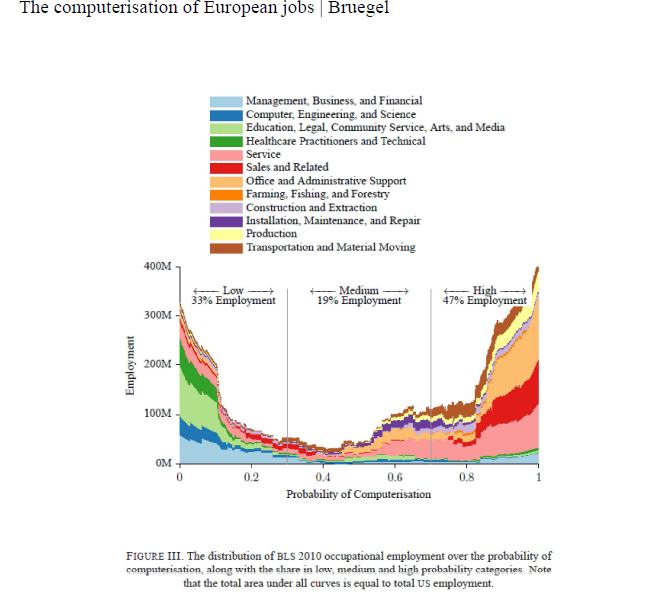 The computerisation of European jobs | Bruegel
Management, Business, and Financial
Computer, Engineering, and Science
Education, Legal, Community Service, Arts, and Media
Healthcare Practitioners and Technical
Service
Sales and Related
Office and Administrative Support
Farming, Fishing, and Forestry
Construction and Extraction
Installation, Maintenance, and Repair
Production
Transportation and Material Moving
400M
300M
200M
100M
0M
Employment
←— Low —→
33% Employment
←— Medium —→
19% Employment
←— High —→
47% Employment
0 0.2 0.4 0.6 0.8 1
Probability of Computerisation
FIGURE III. The distribution of BLS 2010 occupational employment over the probability of
computerisation, along with the share in low, medium and high probability categories. Note
that the total area under all curves is equal to total US employment.